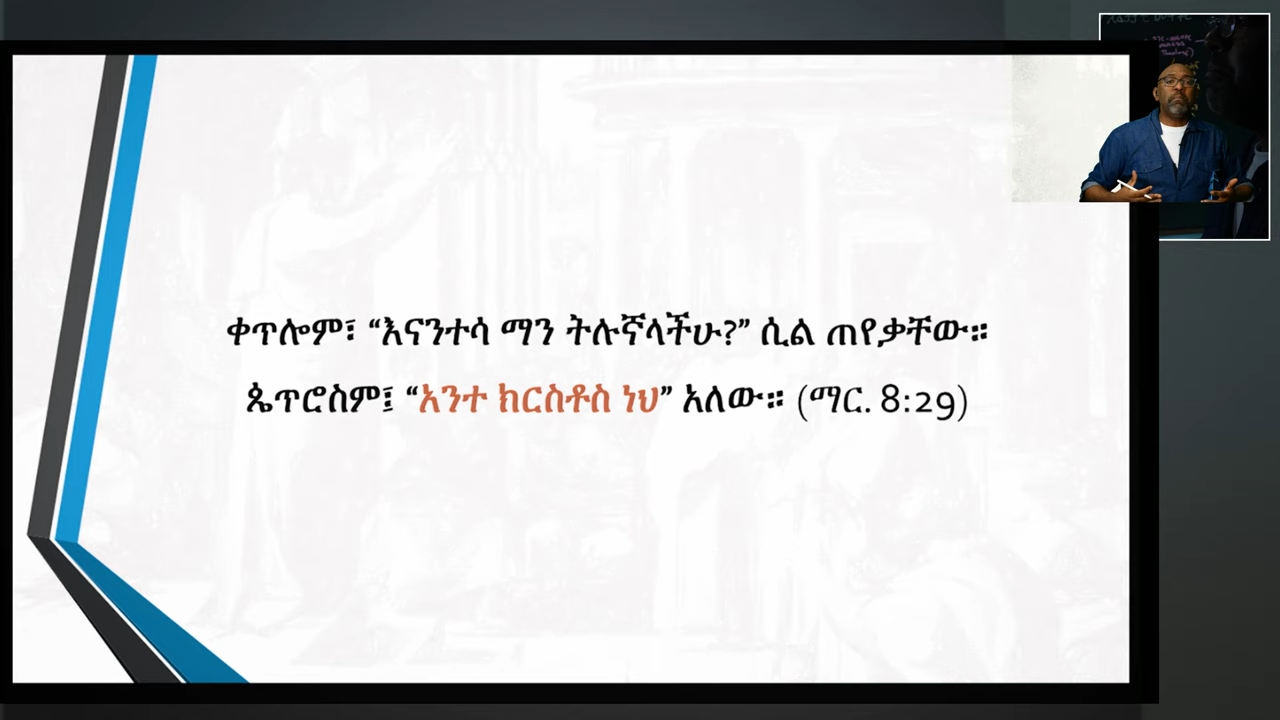 ቀጥሎም፣ “እናንተሳ ማን ትሉኛላችሁ?” ሲል ጠየቃቸው።
ጴጥሮስም፤ “አንተ ክርስቶስ ነህ” አለው። (ማር. 8:29)